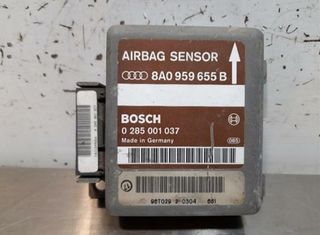 AIRBAG SENSOR
8A0 959 655 B
BOSCH
0 285 001 037
Made in Germany